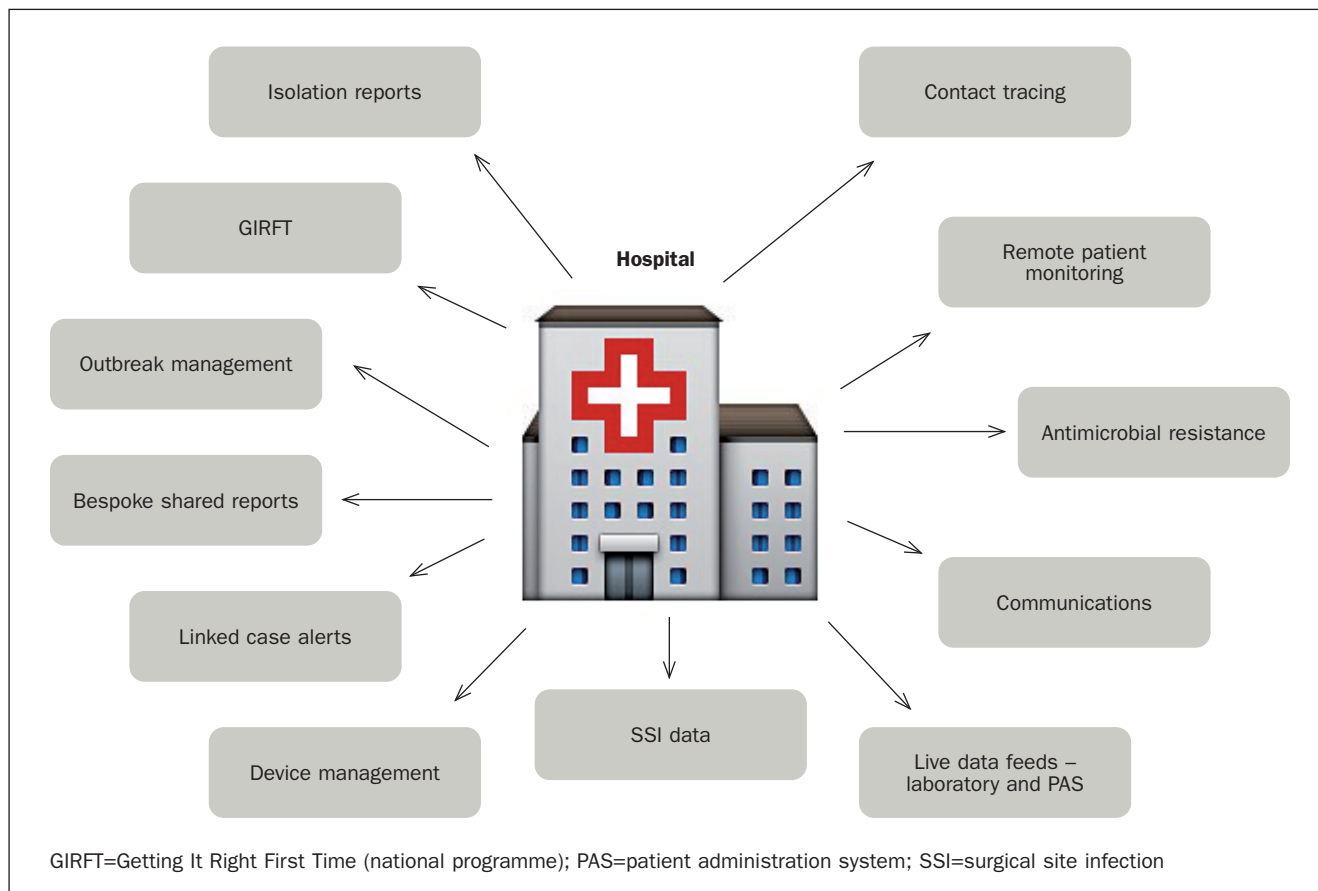 Isolation reports
Contact tracing
GIRFT
Remote patient
monitoring
Hospital
Outbreak management
Antimicrobial resistance
Bespoke shared reports
Communications
Linked case alerts
SSI data
Device management
Live data feeds –
laboratory and PAS
GIRFT=Getting It Right First Time (national programme); PAS=patient administration system; SSI=surgical site infection